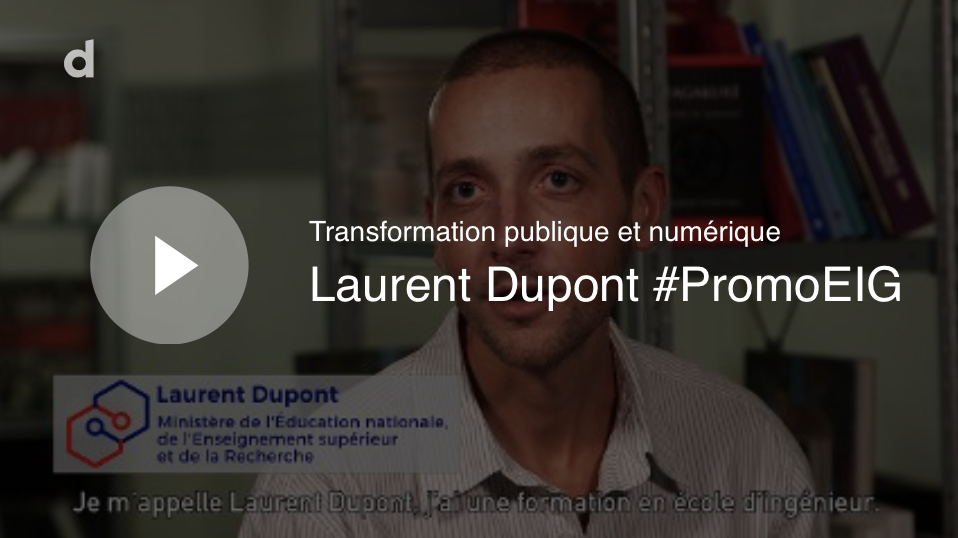 d
Transformation publique et numérique
Laurent Dupont #PromoEIG
Laurent Dupont
Ministère de l'Éducation nationale,
de l'Enseignement supérieur
et de la Recherche
Je m'appelle Laurent Dupont, j'ai une formation en école d'ingénieur.